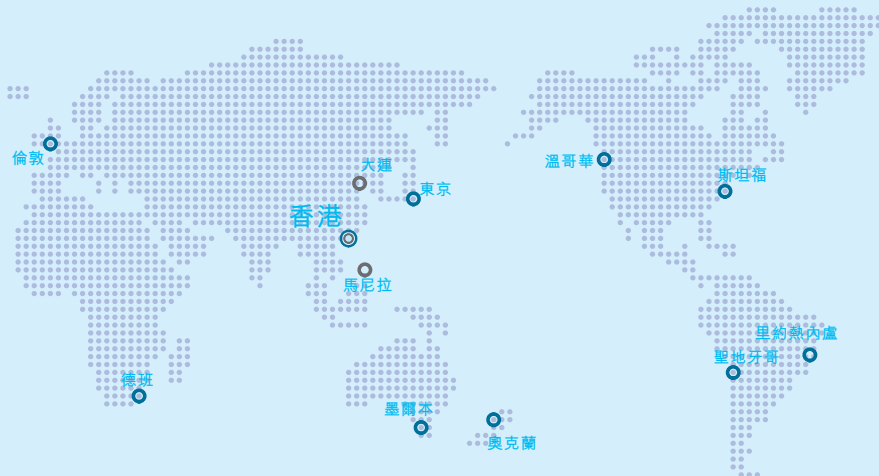 倫敦
大連
溫哥華
斯坦福
東京
香港
馬尼拉
里約熱內盧
聖地牙哥
德班
墨爾本
奧克蘭